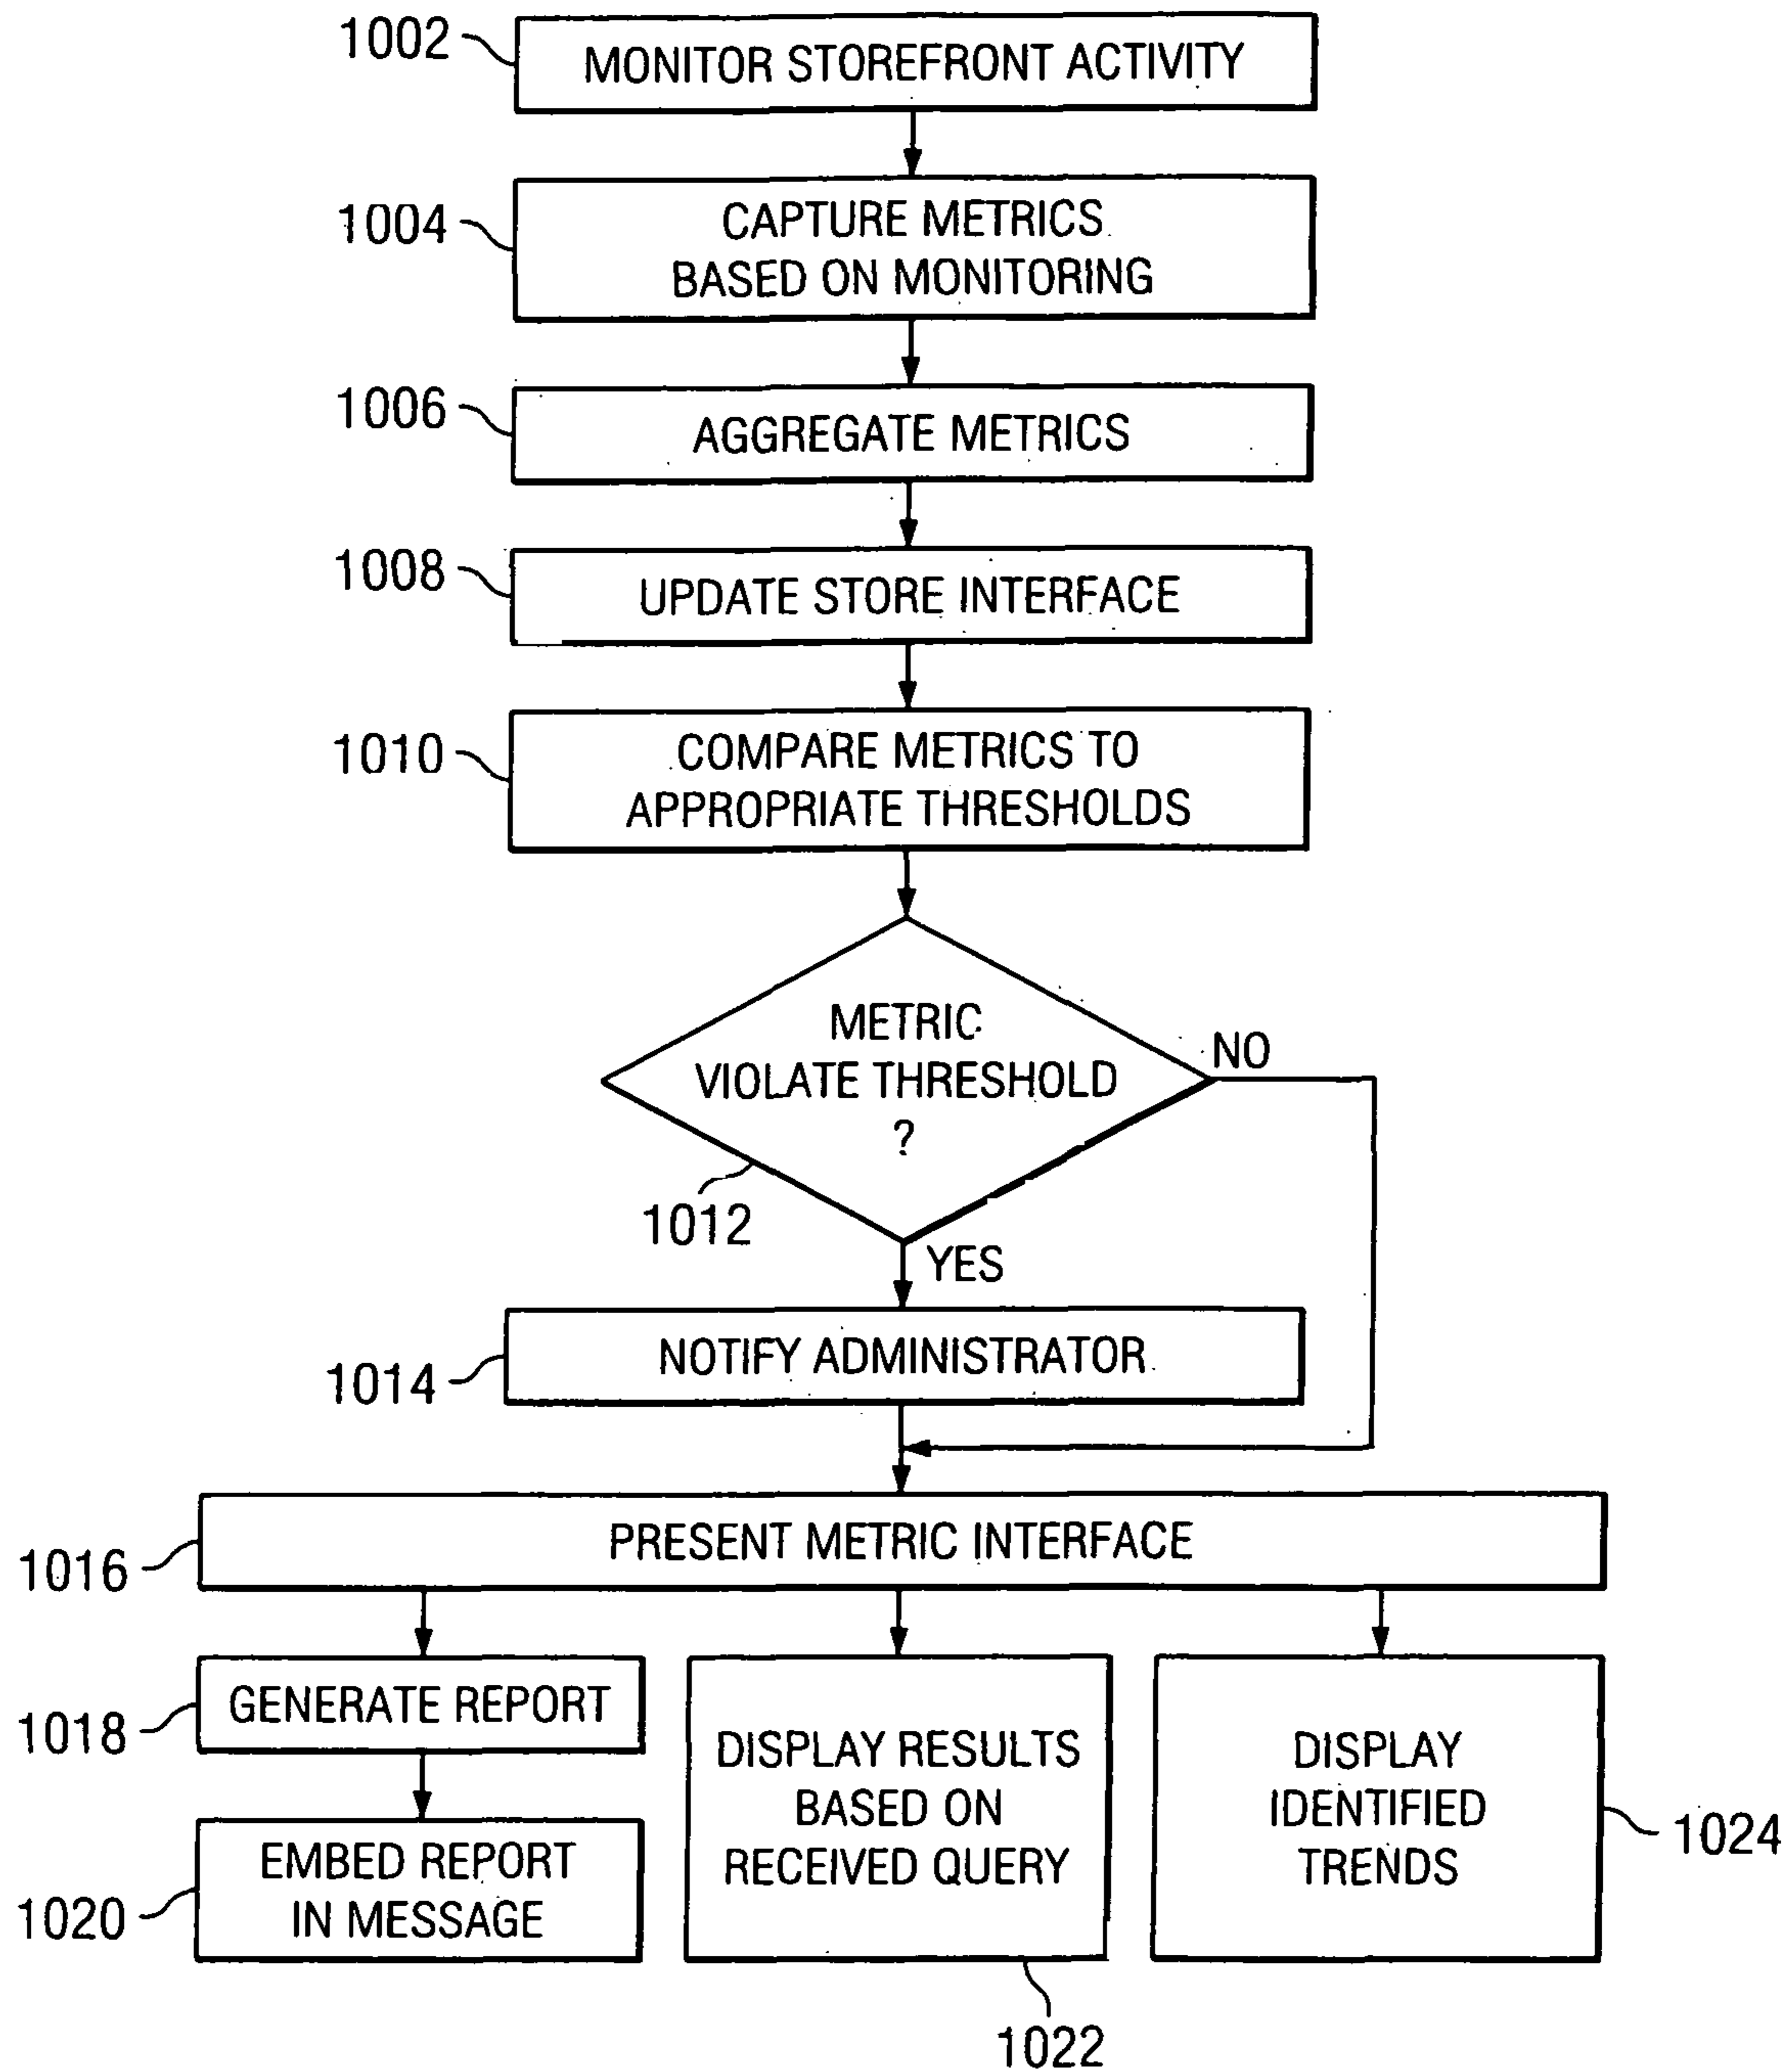 1002
MONITOR STOREFRONT ACTIVITY
1004
CAPTURE METRICS
BASED ON MONITORING
1006
AGGREGATE METRICS
1008
UPDATE STORE INTERFACE
1010
COMPARE METRICS TO
APPROPRIATE THRESHOLDS
METRIC
VIOLATE THRESHOLD
?
NO
1012
YES
1014
NOTIFY ADMINISTRATOR
1016
PRESENT METRIC INTERFACE
1018
GENERATE REPORT
1020
EMBED REPORT
IN MESSAGE
DISPLAY RESULTS
BASED ON
RECEIVED QUERY
1022
DISPLAY
IDENTIFIED
TRENDS
1024